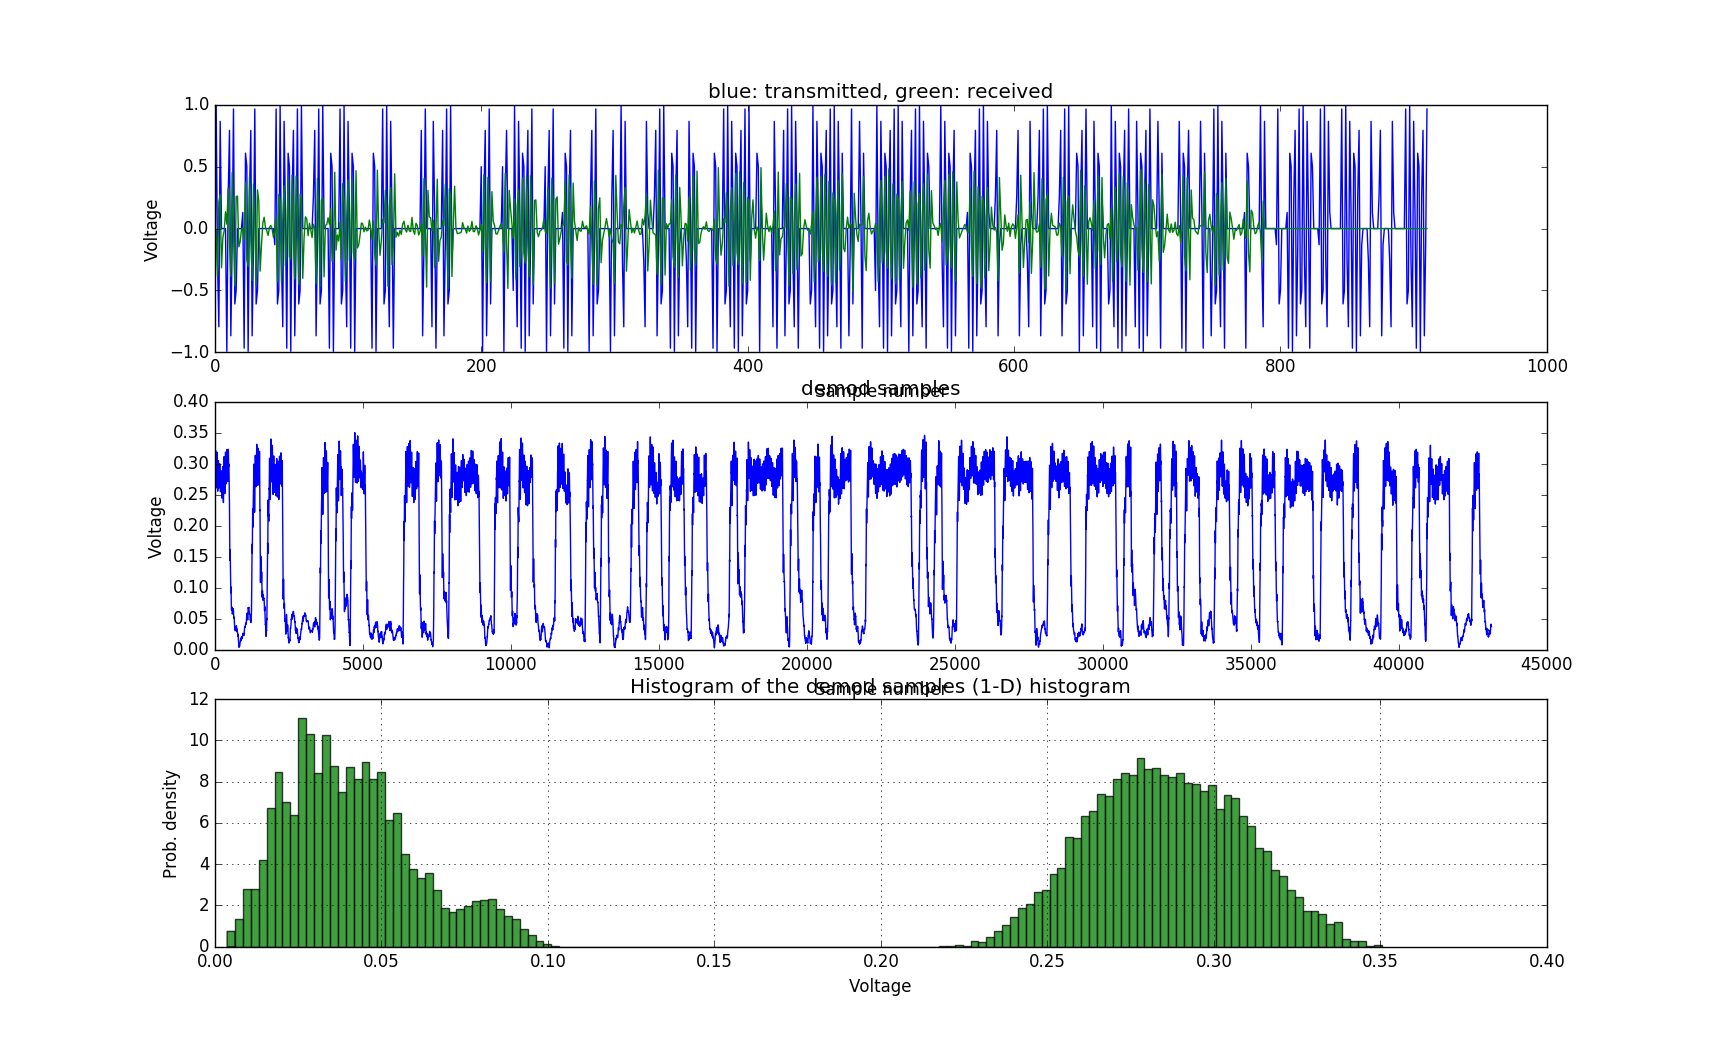 blue: transmitted, green: received
1.0
0.5
0.0
−0.5
−1.0
Voltage
0 200 400 600 800 1000
Sample number
demod samples
0.40
0.35
0.30
0.25
0.20
0.15
0.10
0.05
0.00
Voltage
0 5000 10000 15000 20000 25000 30000 35000 40000 45000
Sample number
Histogram of the demod samples (1-D) histogram
12
10
8
6
4
2
0
Prob. density
0.00 0.05 0.10 0.15 0.20 0.25 0.30 0.35 0.40
Voltage